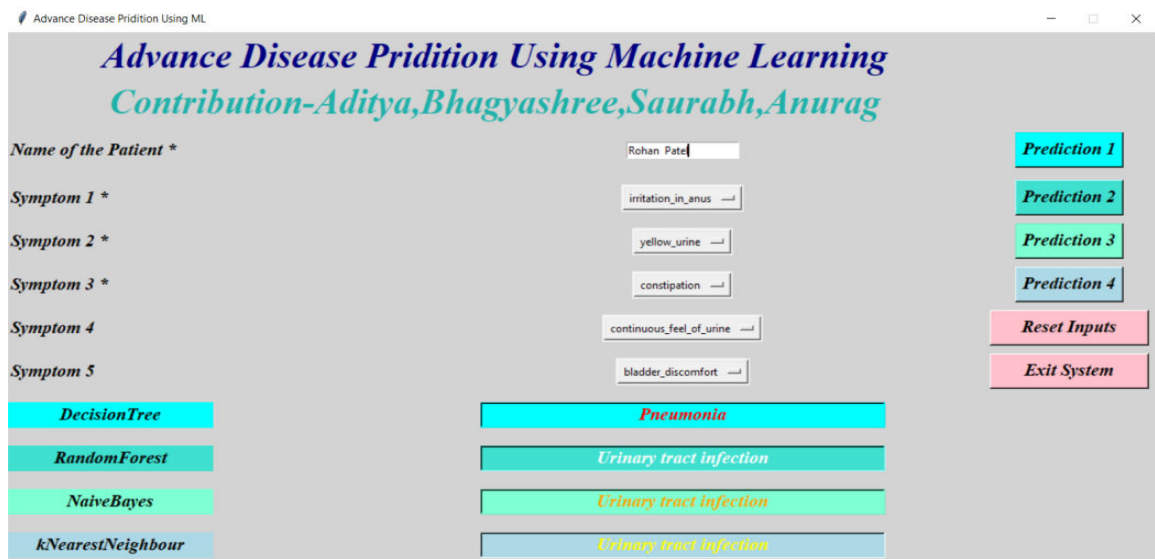 Advance Disease Pridition Using ML
Advance Disease Pridition Using Machine Learning
Contribution-Aditya,Bhagyashree,Saurabh,Anurag
Name of the Patient * Rohan Patel Prediction 1
Symptom 1 * irritation_in_anus Prediction 2
Symptom 2 * yellow_urine Prediction 3
Symptom 3 * constipation Prediction 4
Symptom 4 continuous_feel_of_urine Reset Inputs
Symptom 5 bladder_discomfort Exit System
DecisionTree Pneumonia
RandomForest Urinary tract infection
NaiveBayes Urinary tract infection
kNearestNeighbour Urinary tract infection